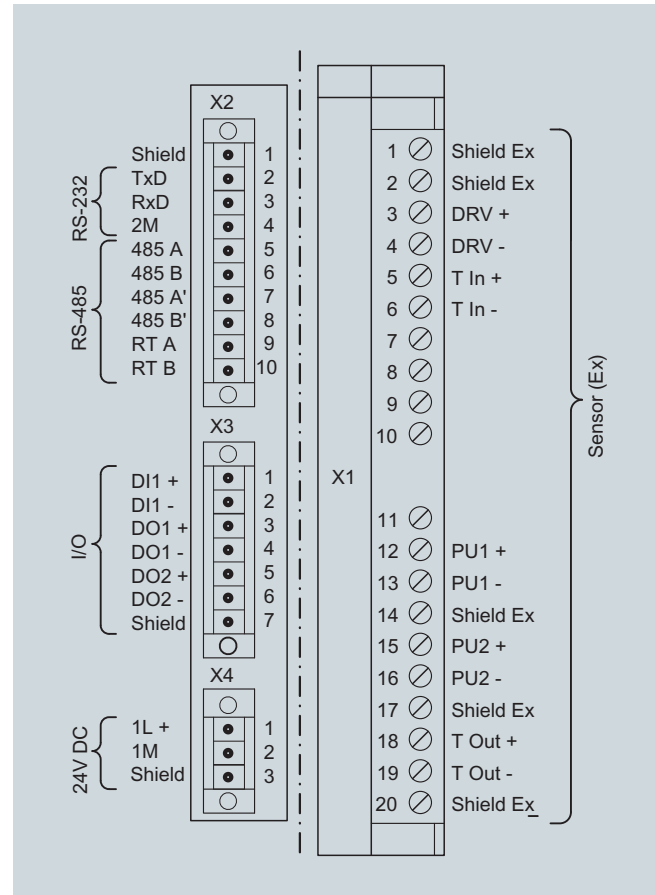 X2
RS-232
Shield 1
TxD 2
RxD 3
2M 4
RS-485
485 A 5
485 B 6
485 A' 7
485 B' 8
RT A 9
RT B 10
X3
I/O
DI1 + 1
DI1 - 2
DO1 + 3
DO1 - 4
DO2 + 5
DO2 - 6
Shield 7
X4
24V DC
1L + 1
1M 2
Shield 3
X1
1 Shield Ex
2 Shield Ex
3 DRV +
4 DRV -
5 T In +
6 T In -
7
8
9
10
11
12 PU1 +
13 PU1 -
14 Shield Ex
15 PU2 +
16 PU2 -
17 Shield Ex
18 T Out +
19 T Out -
20 Shield Ex_
Sensor (Ex)